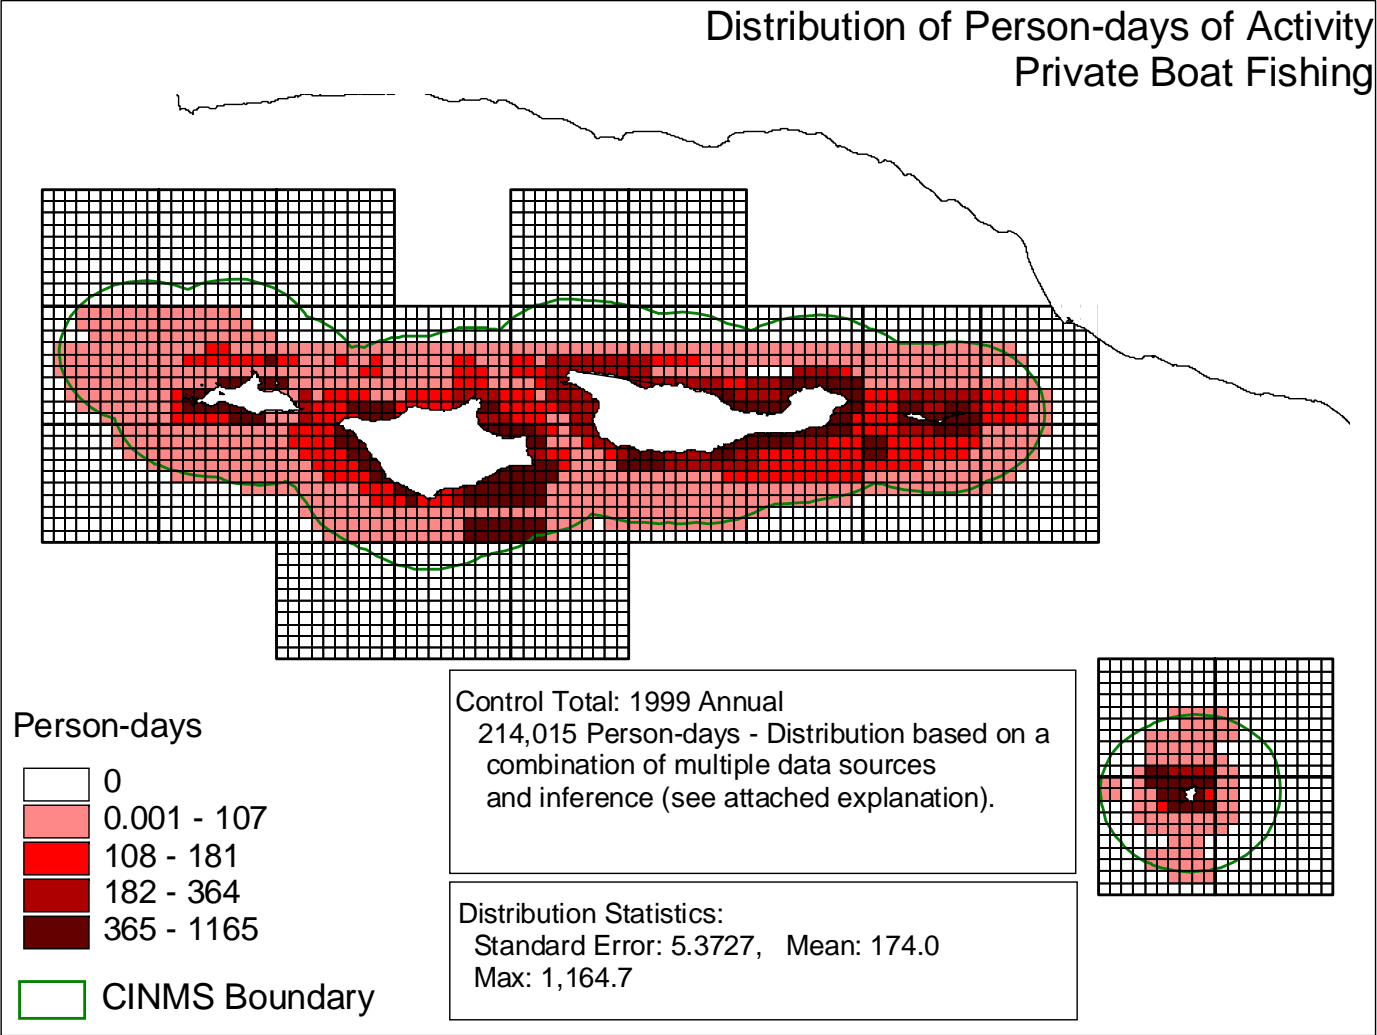 Distribution of Person-days of Activity
Private Boat Fishing
Control Total: 1999 Annual
214,015 Person-days - Distribution based on a
combination of multiple data sources
and inference (see attached explanation).
Person-days
0
0.001 - 107
108 - 181
182 - 364
365 - 1165
CINMS Boundary
Distribution Statistics:
Standard Error: 5.3727, Mean: 174.0
Max: 1,164.7